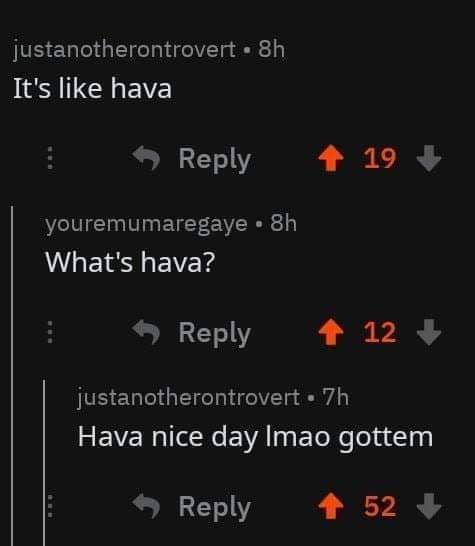 justanotherontrovert • 8h
It's like hava
Reply 19
youremumaregaye • 8h
What's hava?
Reply 12
justanotherontrovert • 7h
Hava nice day lmao gottem
Reply 52